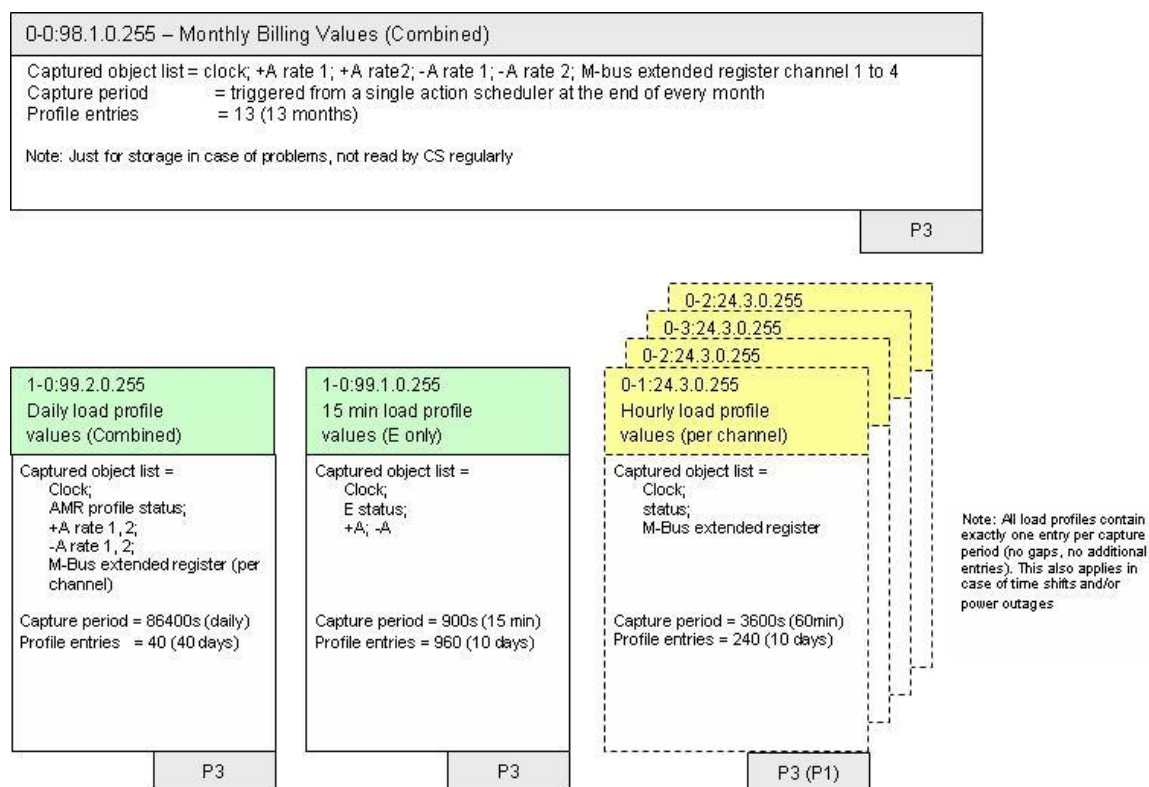 0-0:98.1.0.255 – Monthly Billing Values (Combined)
Captured object list = clock; +A rate 1; +A rate2; -A rate 1; -A rate 2; M-bus extended register channel 1 to 4
Capture period = triggered from a single action scheduler at the end of every month
Profile entries = 13 (13 months)
Note: Just for storage in case of problems, not read by CS regularly
P3
1-0:99.2.0.255
Daily load profile
values (Combined)
Captured object list =
Clock;
AMR profile status;
+A rate 1, 2;
-A rate 1, 2;
M-Bus extended register (per
channel)
Capture period = 86400s (daily)
Profile entries = 40 (40 days)
P3
1-0:99.1.0.255
15 min load profile
values (E only)
Captured object list =
Clock;
E status;
+A; -A
Capture period = 900s (15 min)
Profile entries = 960 (10 days)
P3
0-2:24.3.0.255
0-3:24.3.0.255
0-2:24.3.0.255
0-1:24.3.0.255
Hourly load profile
values (per channel)
Captured object list =
Clock;
status;
M-Bus extended register
Capture period = 3600s (60min)
Profile entries = 240 (10 days)
P3 (P1)
Note: All load profiles contain
exactly one entry per capture
period (no gaps, no additional
entries). This also applies in
case of time shifts and/or
power outages